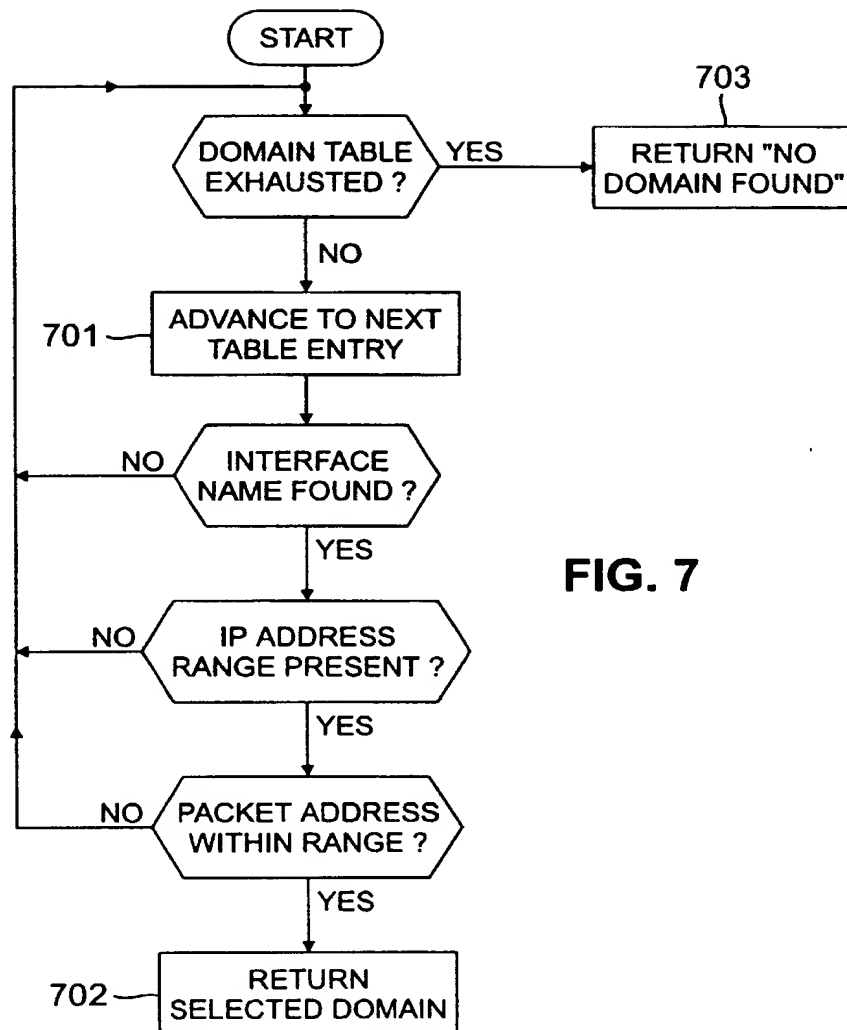 START
703
DOMAIN TABLE
EXHAUSTED ?
YES
RETURN "NO
DOMAIN FOUND"
NO
701
ADVANCE TO NEXT
TABLE ENTRY
NO
INTERFACE
NAME FOUND ?
YES
FIG. 7
NO
IP ADDRESS
RANGE PRESENT ?
YES
NO
PACKET ADDRESS
WITHIN RANGE ?
YES
702
RETURN
SELECTED DOMAIN